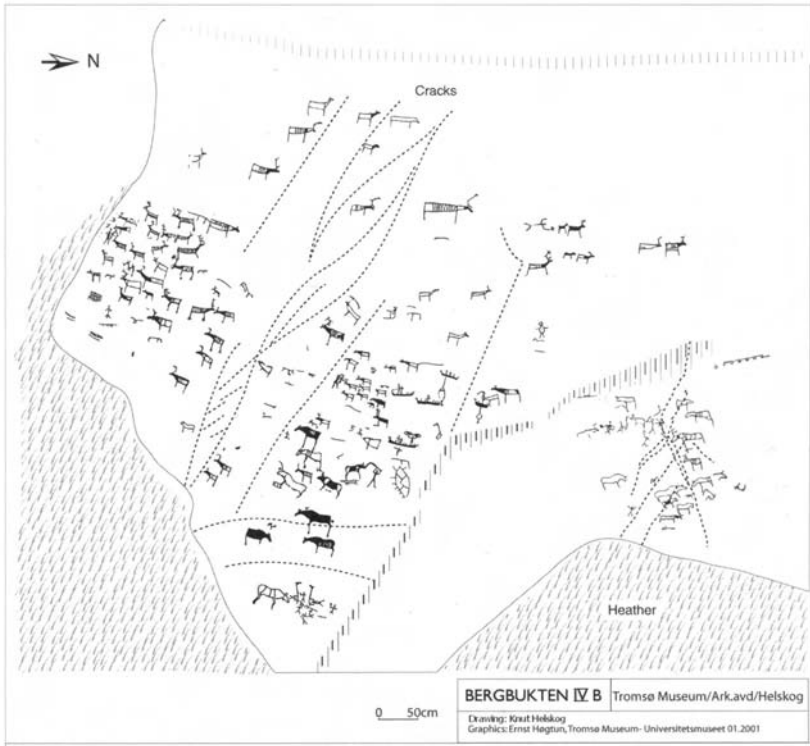 N
Cracks
Heather
BERGBUKTEN IV B
Tromsø Museum/Ark.avd/Helskog
0 50cm
Drawing: Knut Helskog
Graphics: Ernst Høgtun, Tromsø Museum- Universitetsmuseet 01.2001